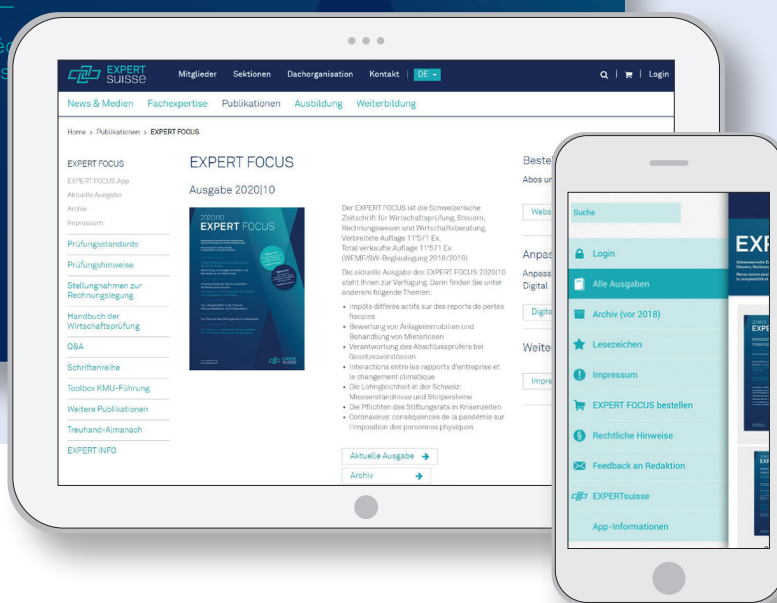 EXPERT
SUISSE
Mitglieder Sektionen Dachorganisation Kontakt | DE
| | Login
News & Medien Fachexpertise Publikationen Ausbildung Weiterbildung
Home > Publikationen > EXPERT FOCUS
EXPERT FOCUS
EXPERT FOCUS App
Aktuelle Ausgabe
Archiv
Impressum
Prüfungsstandards
Prüfungshinweise
Stellungnahmen zur
Rechnungslegung
Handbuch der
Wirtschaftsprüfung
Q&A
Schriftenreihe
Toolbox KMU-Führung
Weitere Publikationen
Treuhand-Almanach
EXPERT INFO
EXPERT FOCUS
Ausgabe 2020|10
2020|10
EXPERT FOCUS
Der EXPERT FOCUS ist die Schweizerische
Zeitschrift für Wirtschaftsprüfung, Steuern,
Rechnungswesen und Wirtschaftsberatung.
Verbreitete Auflage 11'571 Ex.
Total verkaufte Auflage 11'571 Ex.
(WEMF/SW-Beglaubigung 2018/2019)
Die aktuelle Ausgabe des EXPERT FOCUS 2020|10
steht Ihnen zur Verfügung. Darin finden Sie unter
anderem folgende Themen:
• Impôts différés actifs sur des reports de pertes
fiscales
• Bewertung von Anlageimmobilien und
Behandlung von Mieterlosen
• Verantwortung des Abschlussprüfers bei
Gesetzesverstössen
• Interactions entre les rapports d'entreprise et
le changement climatique
• Die Lohngleichheit in der Schweiz:
Missverständnisse und Stolpersteine
• Die Pflichten des Stiftungsrats in Krisenzeiten
• Coronavirus: conséquences de la pandémie sur
l'imposition des personnes physiques
Aktuelle Ausgabe
Archiv
Beste
Abos ur
Webs
Anpas
Anpass
Digital
Digita
Weite
Impre
Suche
Login
Alle Ausgaben
Archiv (vor 2018)
Lesezeichen
Impressum
EXPERT FOCUS bestellen
Rechtliche Hinweise
Feedback an Redaktion
EXPERTsuisse
App-Informationen
EXP